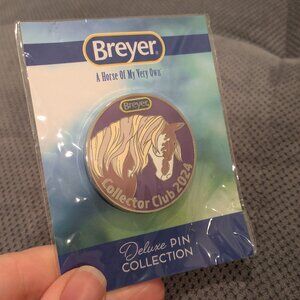 Breyer®
A Horse Of My Very Own®
Breyer
Collector Club 2024
Deluxe PIN
COLLECTION